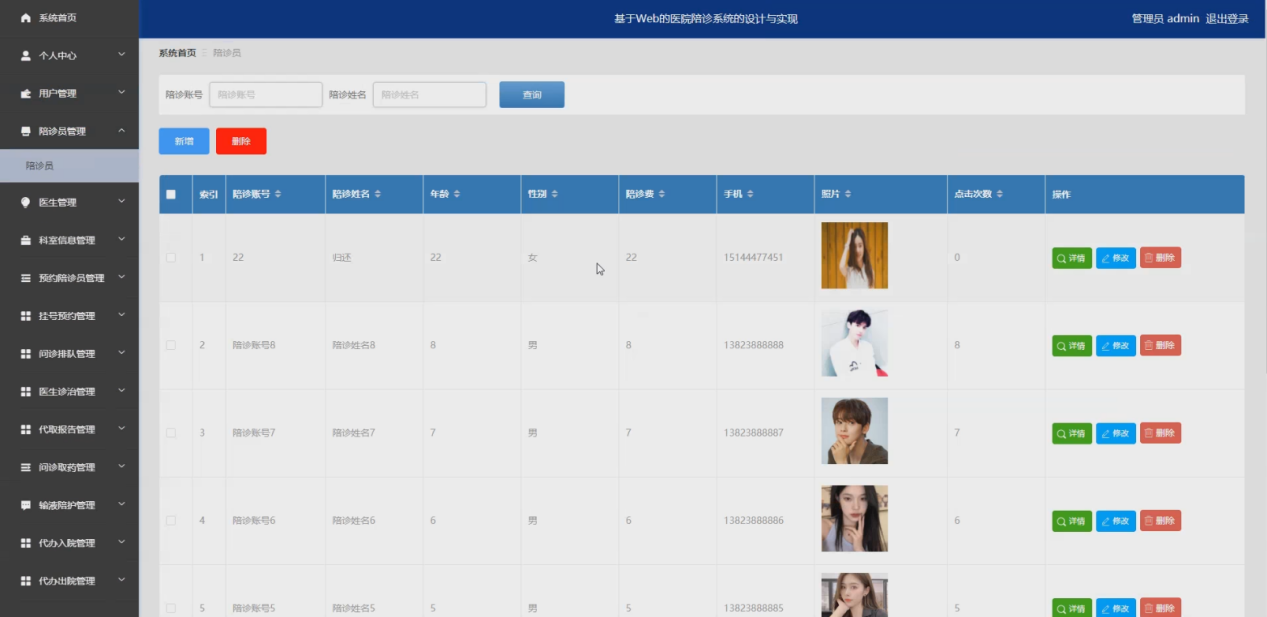 基于Web的医院陪诊系统的设计与实现
管理员 admin 退出登录
系统首页
个人中心
用户管理
陪诊员管理
陪诊员
医生管理
科室信息管理
预约陪诊员管理
挂号预约管理
问诊排队管理
医生诊治管理
代取报告管理
问诊取药管理
输液陪护管理
代办入院管理
代办出院管理
系统首页 陪诊员
陪诊账号 陪诊账号 陪诊姓名 陪诊姓名 查询
新增 删除
索引 陪诊账号 陪诊姓名 年龄 性别 陪诊费 手机 照片 点击次数 操作
1 22 归还 22 女 22 15144477451 0 详情 修改 删除
2 陪诊账号8 陪诊姓名8 8 男 8 13823888888 8 详情 修改 删除
3 陪诊账号7 陪诊姓名7 7 男 7 13823888887 7 详情 修改 删除
4 陪诊账号6 陪诊姓名6 6 男 6 13823888886 6 详情 修改 删除
5 陪诊账号5 陪诊姓名5 5 男 5 13823888885 5 详情 修改 删除